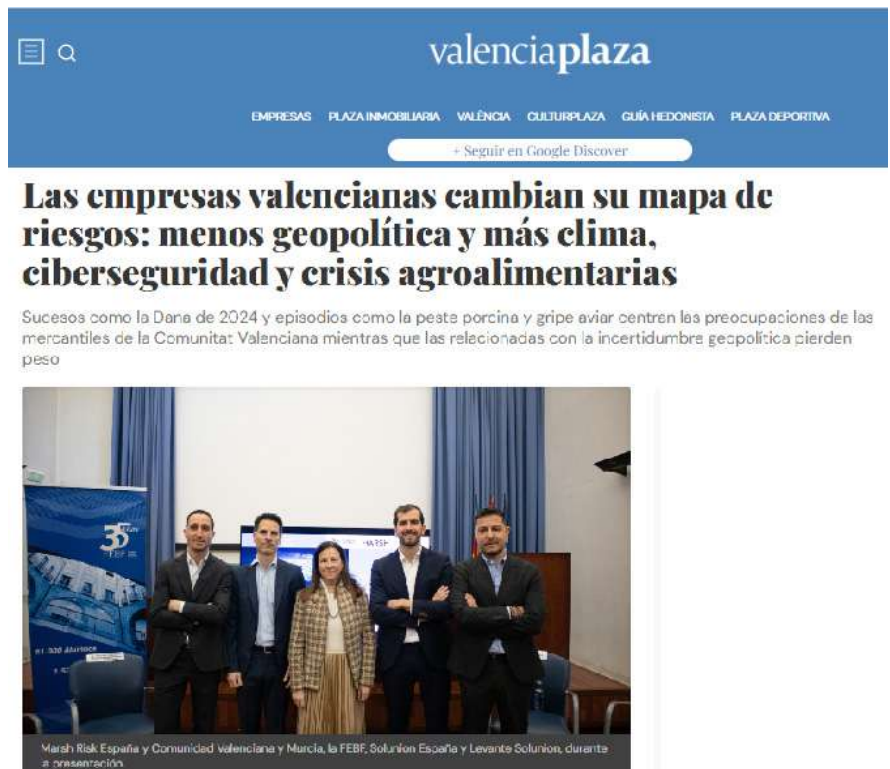 valenciaplaza
EMPRESAS PLAZA INMOBILIARIA VALÈNCIA CULTURPLAZA GUÍA HEDONISTA PLAZA DEPORTIVA
+ Seguir en Google Discover
Las empresas valencianas cambian su mapa de
riesgos: menos geopolítica y más clima,
ciberseguridad y crisis agroalimentarias
Sucesos como la Dana de 2024 y episodios como la peste porcina y gripe aviar centran las preocupaciones de las
mercantiles de la Comunitat Valenciana mientras que las relacionadas con la incertidumbre geopolítica pierden
peso
35
FEBF
MARSH
Marsh Risk España y Comunidad Valenciana y Murcia, la FEBF, Solunion España y Levante Solunion, durante
la presentación